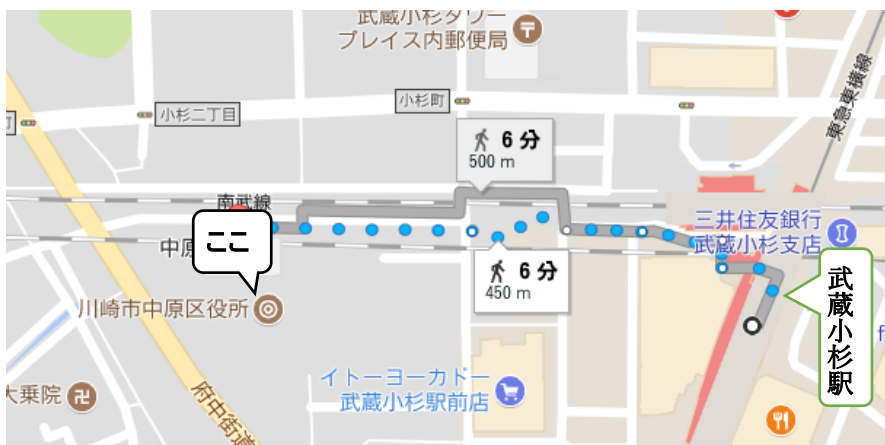 武蔵小杉タワー
プレイス内郵便局
東急東横線
小杉二丁目
小杉町
町
6 分
500 m
南武線
三井住友銀行
武蔵小杉支店
ここ
中原
6 分
450 m
武蔵小杉駅
川崎市中原区役所
イトーヨーカドー
武蔵小杉駅前店
大乗院
府中街道
f